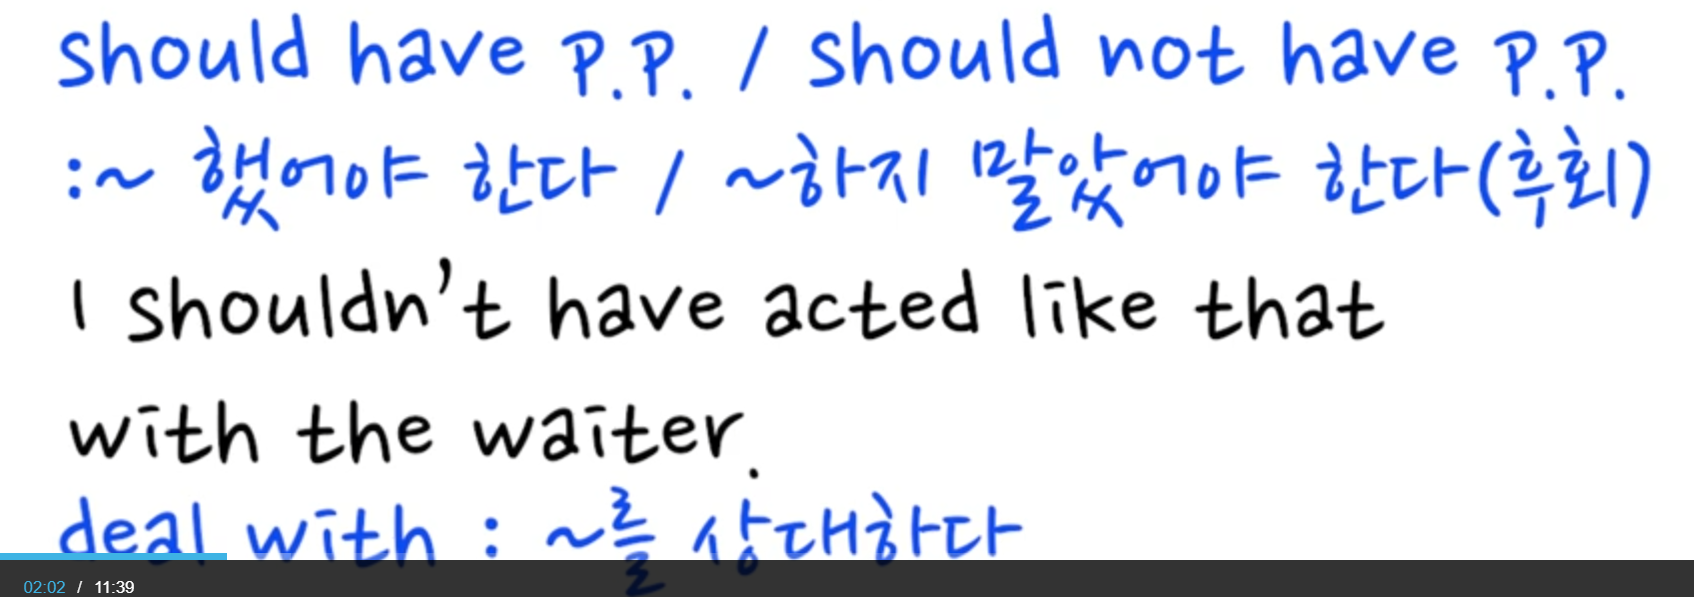 should have P.P. / should not have P.P.
:~ 했어야 한다 / ~하지 말았어야 한다(후회)
I shouldn't have acted like that
with the waiter.
deal with : ~를 상대하다
02:02 / 11:39